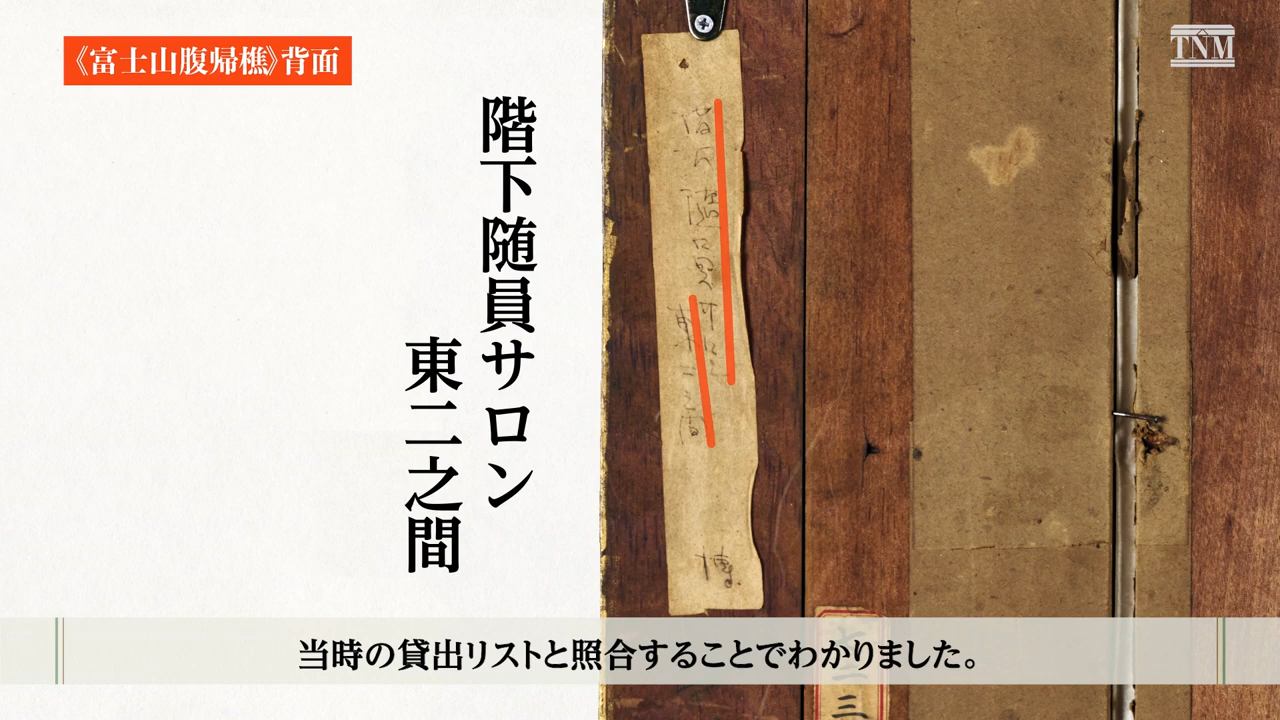 《富士山腹帰樵》背面
TNM
階下随員サロン
東二之間
博
三
当時の貸出リストと照合することでわかりました。